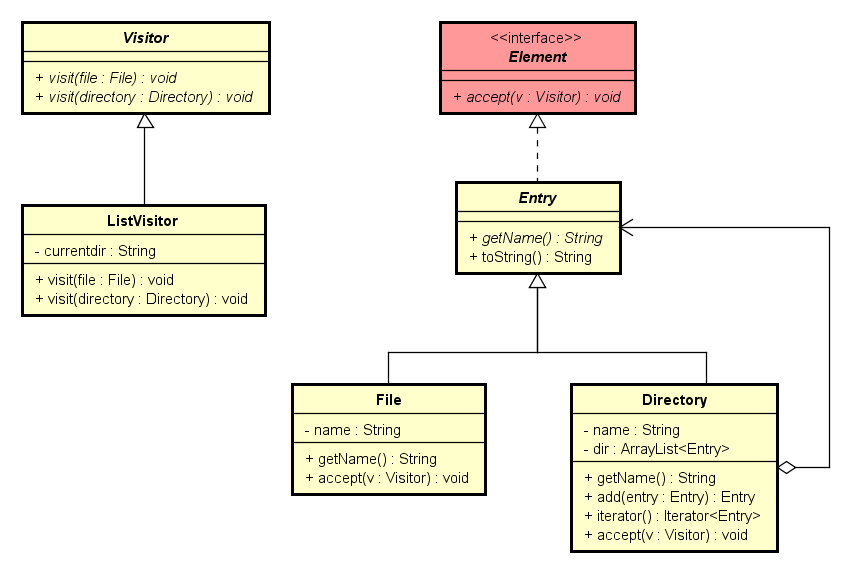 Visitor
+ visit(file : File) : void
+ visit(directory : Directory) : void
<<interface>>
Element
+ accept(v : Visitor) : void
ListVisitor
- currentdir : String
+ visit(file : File) : void
+ visit(directory : Directory) : void
Entry
+ getName() : String
+ toString() : String
File
- name : String
+ getName() : String
+ accept(v : Visitor) : void
Directory
- name : String
- dir : ArrayList<Entry>
+ getName() : String
+ add(entry : Entry) : Entry
+ iterator() : Iterator<Entry>
+ accept(v : Visitor) : void